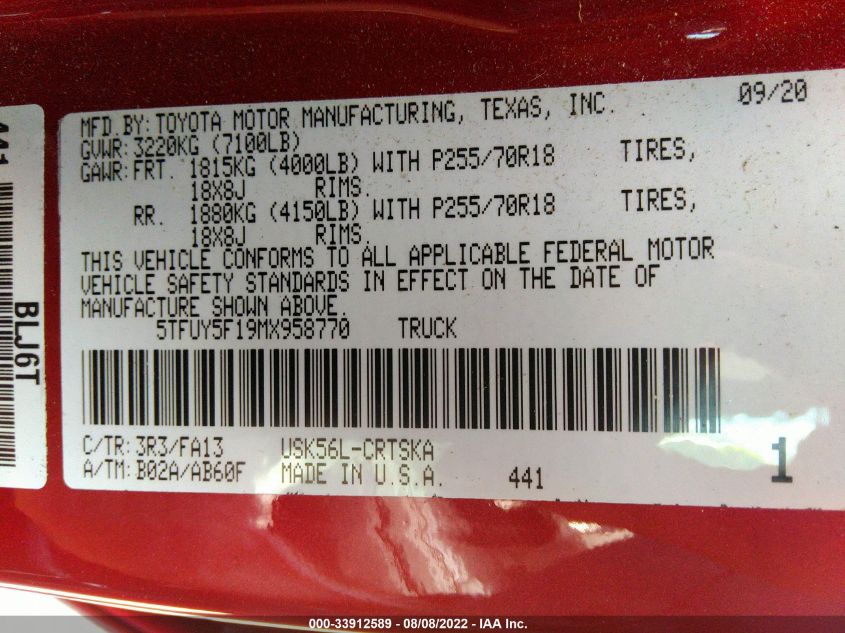 441
BLJ6T
09/20
MFD.BY:TOYOTA MOTOR MANUFACTURING, TEXAS, INC.
GVWR:3220KG (7100LB)
GAWR:FRT. 1815KG (4000LB) WITH P255/70R18 TIRES,
18X8J RIMS.
RR. 1880KG (4150LB) WITH P255/70R18 TIRES,
18X8J RIMS.
THIS VEHICLE CONFORMS TO ALL APPLICABLE FEDERAL MOTOR
VEHICLE SAFETY STANDARDS IN EFFECT ON THE DATE OF
MANUFACTURE SHOWN ABOVE.
5TFUY5F19MX958770 TRUCK
C/TR: 3R3/FA13 USK56L-CRTSKA
A/TM: B02A/AB60F MADE IN U.S.A. 441 1
000-33912589 - 08/08/2022 - IAA Inc.